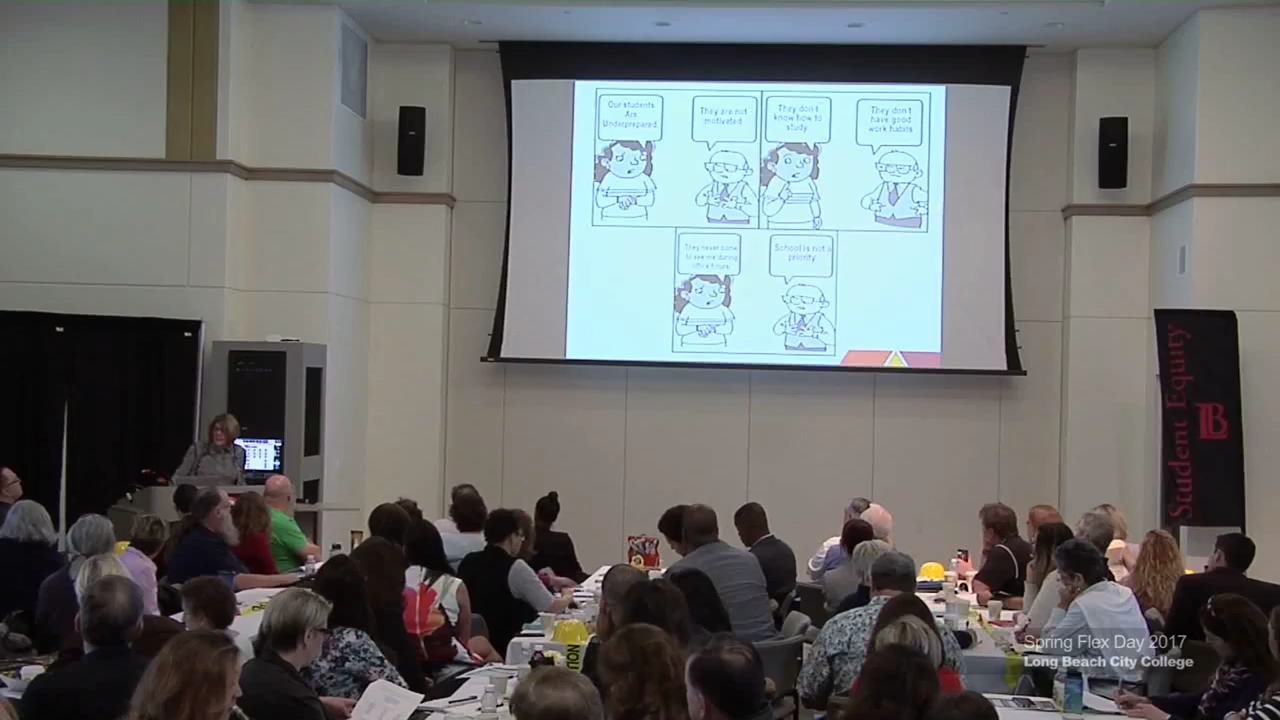 Our students
Are
Underprepared.
They are not
motivated
They don't
know how to
study.
They don't
have good
work habits
They never come
to see me during
office hours.
School is not a
priority
Student Equity
LB
Spring Flex Day 2017
Long Beach City College